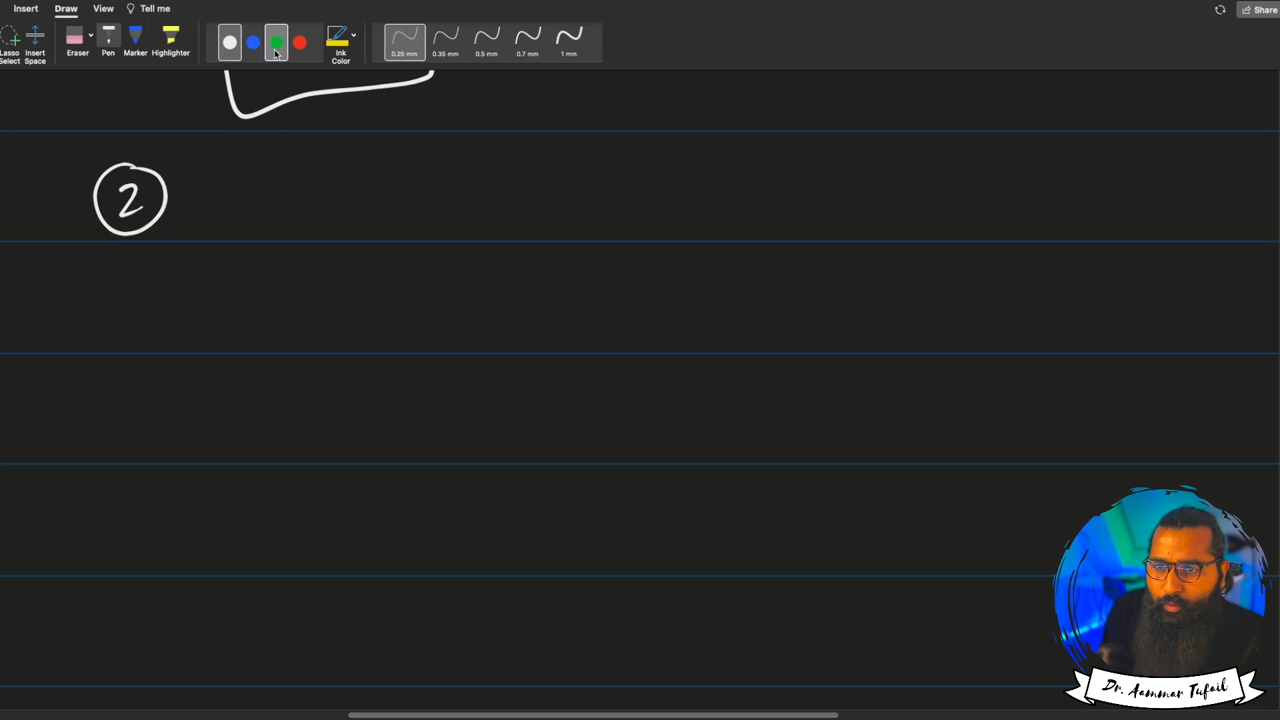 Insert Draw View Tell me
Share
Lasso Select
Insert Space
Eraser
Pen
Marker
Highlighter
Ink Color
0.25 mm
0.35 mm
0.5 mm
0.7 mm
1 mm
2
Dr. Aammar Tufail